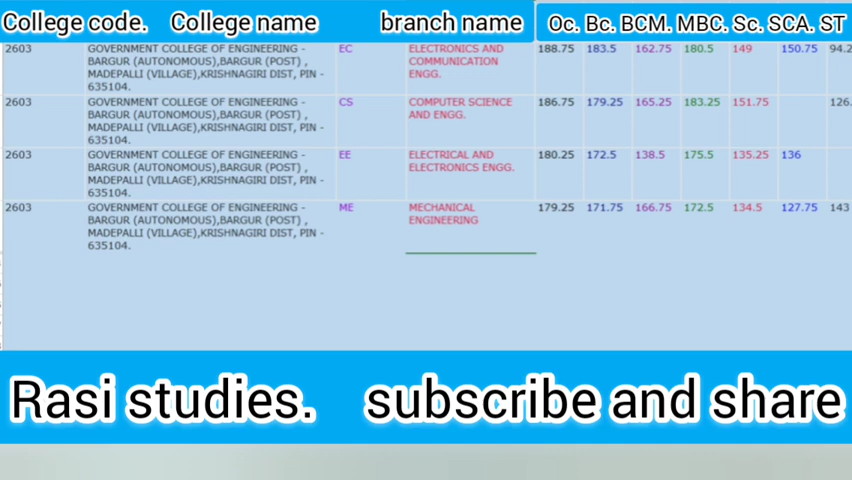 College code. College name branch name Oc. Bc. BCM. MBC. Sc. SCA. ST
2603 GOVERNMENT COLLEGE OF ENGINEERING - EC ELECTRONICS AND 188.75 183.5 162.75 180.5 149 150.75 94.2
BARGUR (AUTONOMOUS),BARGUR (POST) , COMMUNICATION
MADEPALLI (VILLAGE),KRISHNAGIRI DIST, PIN - ENGG.
635104.
2603 GOVERNMENT COLLEGE OF ENGINEERING - CS COMPUTER SCIENCE 186.75 179.25 165.25 183.25 151.75 126.
BARGUR (AUTONOMOUS),BARGUR (POST) , AND ENGG.
MADEPALLI (VILLAGE),KRISHNAGIRI DIST, PIN -
635104.
2603 GOVERNMENT COLLEGE OF ENGINEERING - EE ELECTRICAL AND 180.25 172.5 138.5 175.5 135.25 136
BARGUR (AUTONOMOUS),BARGUR (POST) , ELECTRONICS ENGG.
MADEPALLI (VILLAGE),KRISHNAGIRI DIST, PIN -
635104.
2603 GOVERNMENT COLLEGE OF ENGINEERING - ME MECHANICAL 179.25 171.75 166.75 172.5 134.5 127.75 143
BARGUR (AUTONOMOUS),BARGUR (POST) , ENGINEERING
MADEPALLI (VILLAGE),KRISHNAGIRI DIST, PIN -
635104.
Rasi studies. subscribe and share